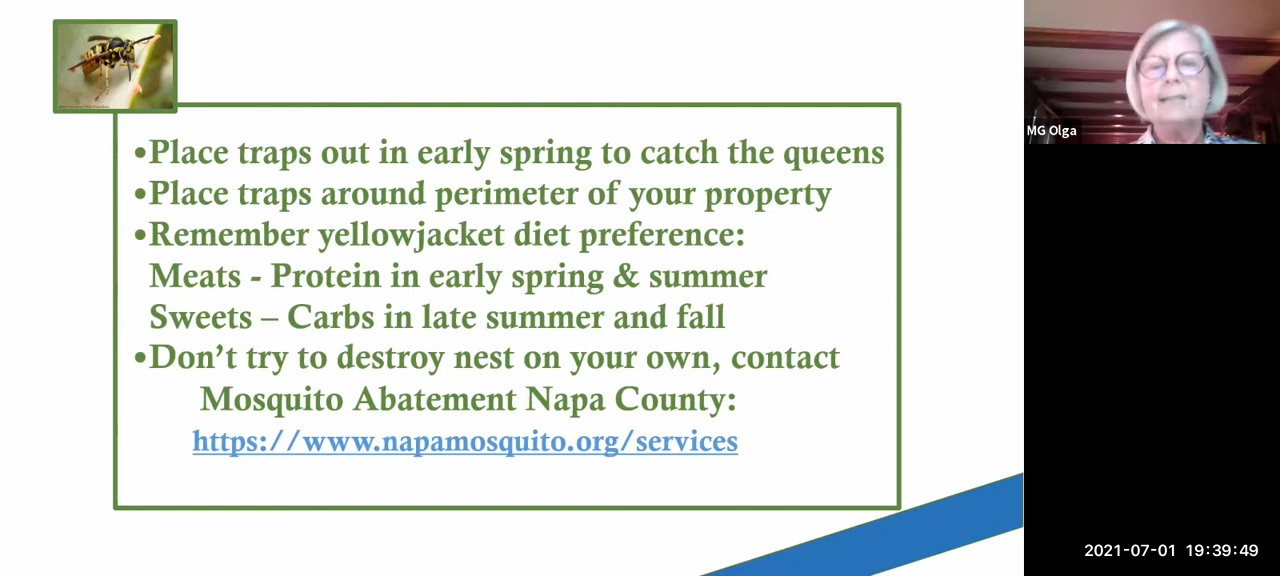 •Place traps out in early spring to catch the queens
•Place traps around perimeter of your property
•Remember yellowjacket diet preference:
Meats - Protein in early spring & summer
Sweets – Carbs in late summer and fall
•Don’t try to destroy nest on your own, contact
Mosquito Abatement Napa County:
https://www.napamosquito.org/services
MG Olga
2021-07-01 19:39:49